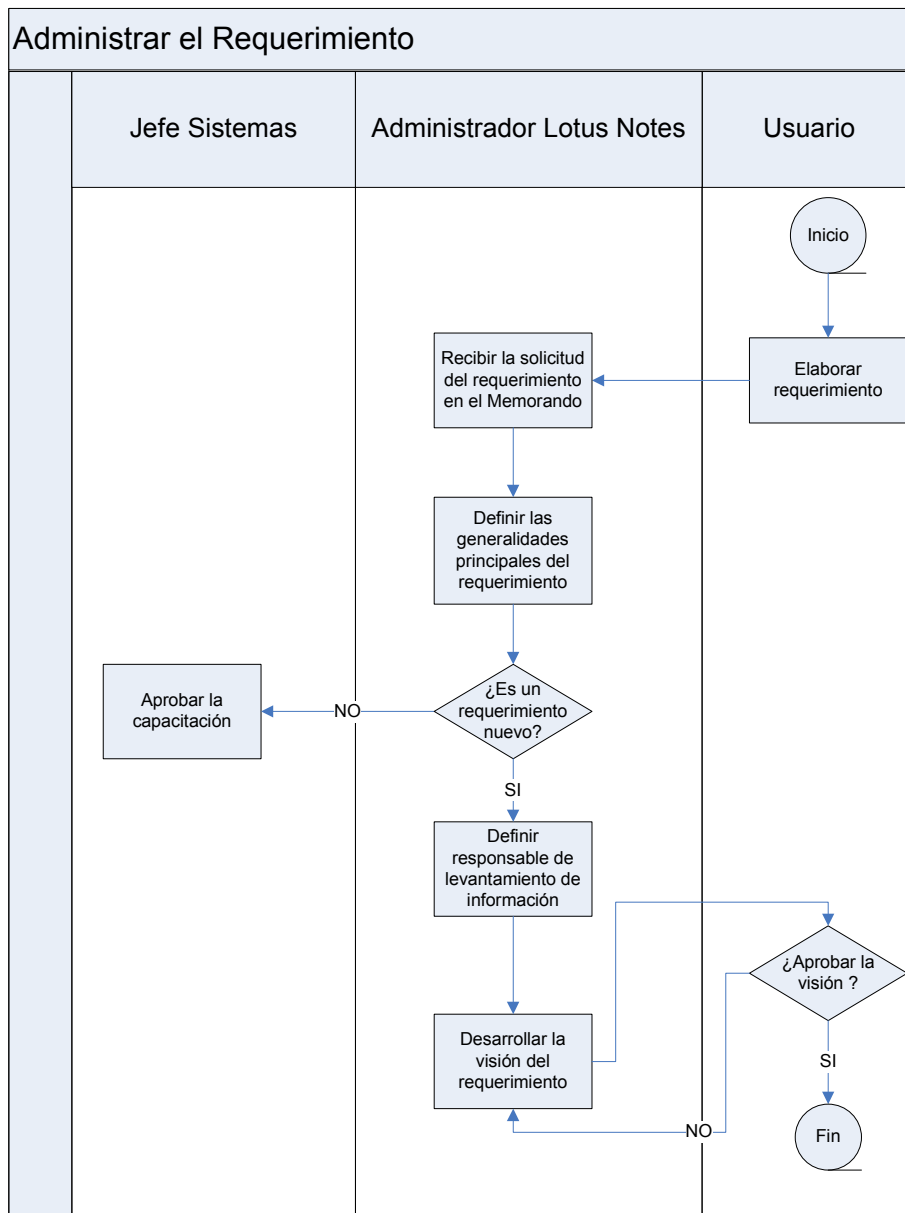 Administrar el Requerimiento
Jefe Sistemas
Administrador Lotus Notes
Usuario
Inicio
Elaborar
requerimiento
Recibir la solicitud
del requerimiento
en el Memorando
Definir las
generalidades
principales del
requerimiento
¿Es un
requerimiento
nuevo?
NO
Aprobar la
capacitación
SI
Definir
responsable de
levantamiento de
información
Desarrollar la
visión del
requerimiento
¿Aprobar la
visión ?
NO
SI
Fin